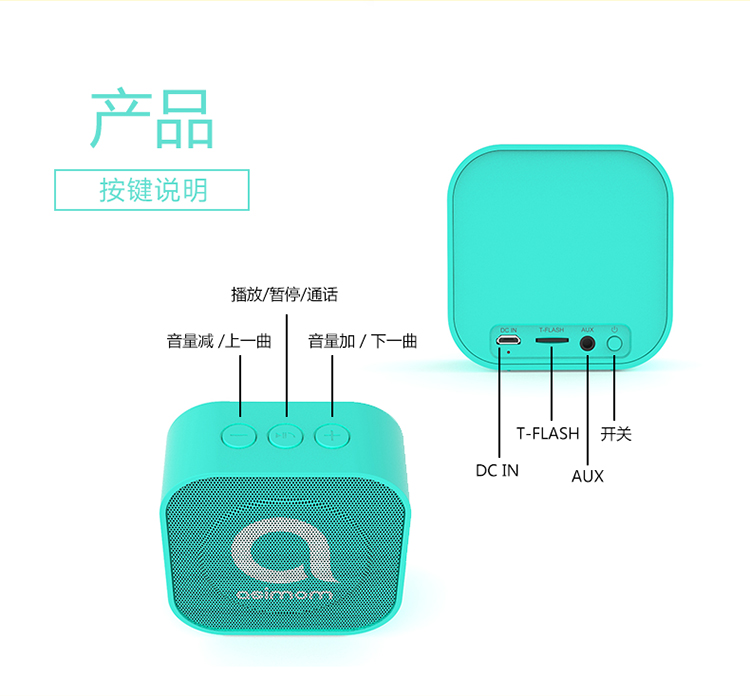 产品
按键说明
播放/暂停/通话
音量减 /上一曲
音量加 / 下一曲
DC IN
T-FLASH
AUX
T-FLASH
开关
DC IN
AUX
asimom